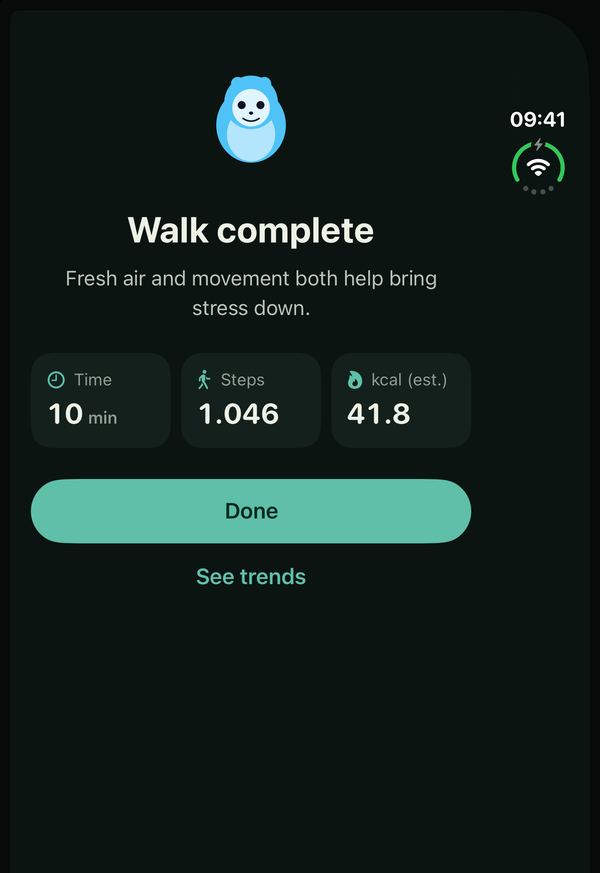 09:41
Walk complete
Fresh air and movement both help bring
stress down.
Time
10 min
Steps
1.046
kcal (est.)
41.8
Done
See trends